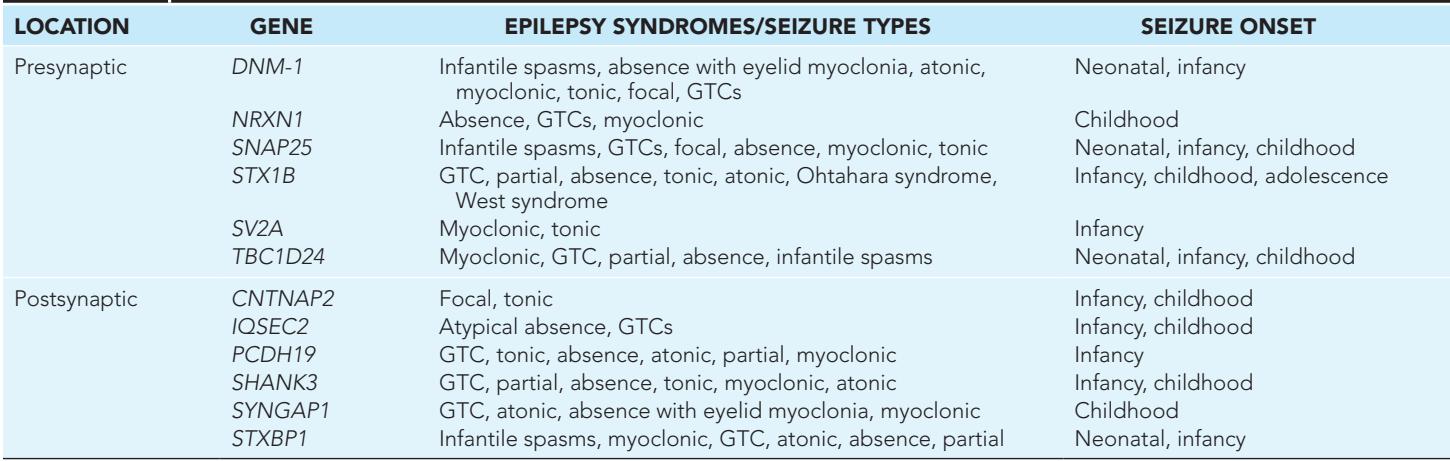 LOCATION GENE EPILEPSY SYNDROMES/SEIZURE TYPES SEIZURE ONSET
Presynaptic DNM-1 Infantile spasms, absence with eyelid myoclonia, atonic, Neonatal, infancy
myoclonic, tonic, focal, GTCs
NRXN1 Absence, GTCs, myoclonic Childhood
SNAP25 Infantile spasms, GTCs, focal, absence, myoclonic, tonic Neonatal, infancy, childhood
STX1B GTC, partial, absence, tonic, atonic, Ohtahara syndrome, Infancy, childhood, adolescence
West syndrome
SV2A Myoclonic, tonic Infancy
TBC1D24 Myoclonic, GTC, partial, absence, infantile spasms Neonatal, infancy, childhood
Postsynaptic CNTNAP2 Focal, tonic Infancy, childhood
IQSEC2 Atypical absence, GTCs Infancy, childhood
PCDH19 GTC, tonic, absence, atonic, partial, myoclonic Infancy
SHANK3 GTC, partial, absence, tonic, myoclonic, atonic Infancy, childhood
SYNGAP1 GTC, atonic, absence with eyelid myoclonia, myoclonic Childhood
STXBP1 Infantile spasms, myoclonic, GTC, atonic, absence, partial Neonatal, infancy